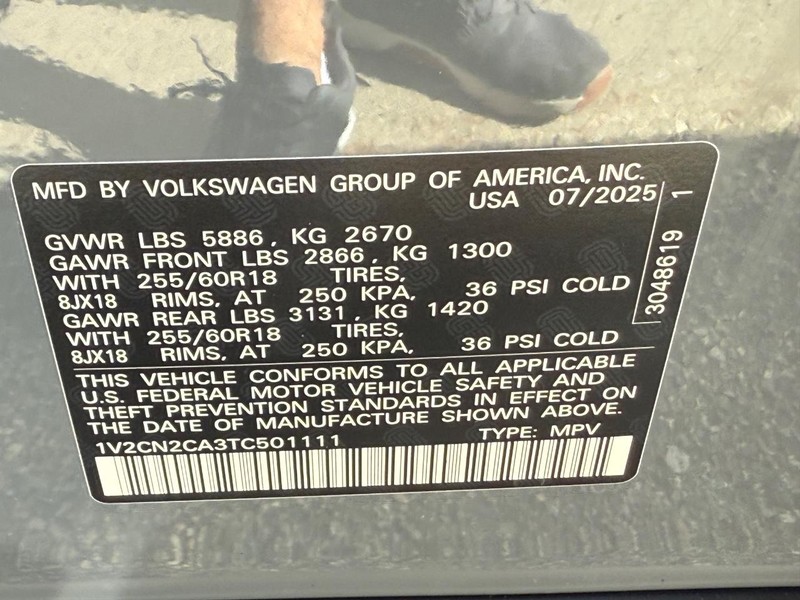 MFD BY VOLKSWAGEN GROUP OF AMERICA, INC.
USA 07/2025
GVWR LBS 5886, KG 2670
GAWR FRONT LBS 2866, KG 1300
WITH 255/60R18 TIRES,
8JX18 RIMS, AT 250 KPA, 36 PSI COLD
GAWR REAR LBS 3131, KG 1420
WITH 255/60R18 TIRES,
8JX18 RIMS, AT 250 KPA, 36 PSI COLD
3048619 1
THIS VEHICLE CONFORMS TO ALL APPLICABLE
U.S. FEDERAL MOTOR VEHICLE SAFETY AND
THEFT PREVENTION STANDARDS IN EFFECT ON
THE DATE OF MANUFACTURE SHOWN ABOVE.
1V2CN2CA3TC501111 TYPE: MPV